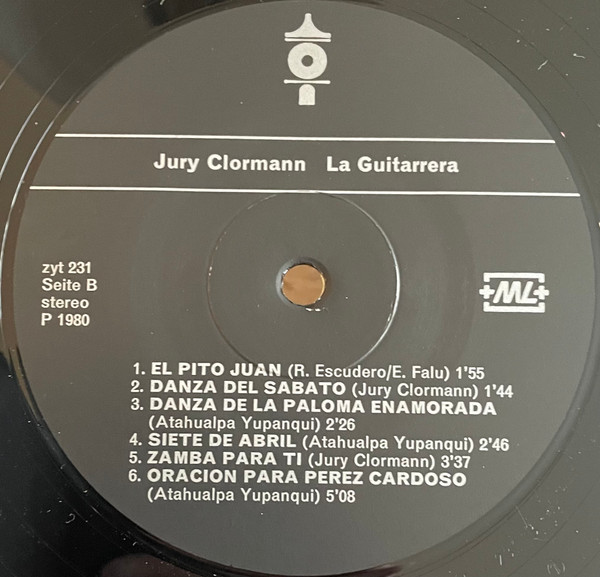 Jury Clormann La Guitarrera
zyt 231
Seite B
stereo
P 1980
+ML+
1. EL PITO JUAN (R. Escudero/E. Falu) 1'55
2. DANZA DEL SABATO (Jury Clormann) 1'44
3. DANZA DE LA PALOMA ENAMORADA
(Atahualpa Yupanqui) 2'26
4. SIETE DE ABRIL (Atahualpa Yupanqui) 2'46
5. ZAMBA PARA TI (Jury Clormann) 3'37
6. ORACION PARA PEREZ CARDOSO
(Atahualpa Yupanqui) 5'08